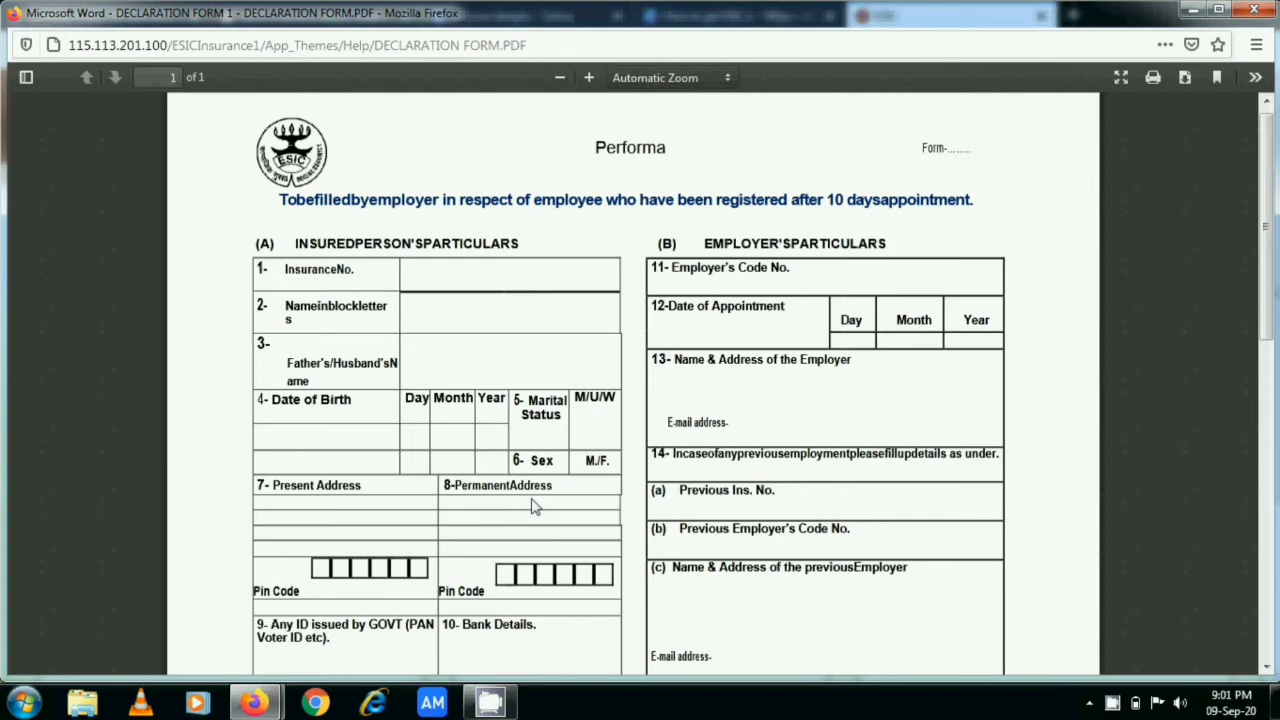 Microsoft Word - DECLARATION FORM 1 - DECLARATION FORM.PDF - Mozilla Firefox
115.113.201.100/ESICInsurance1/App_Themes/Help/DECLARATION FORM.PDF
1 of 1
Automatic Zoom
ESIC
Performa
Form-........
Tobefilledbyemployer in respect of employee who have been registered after 10 daysappointment.
(A) INSUREDPERSON'SPARTICULARS
1- InsuranceNo.
2- Nameinblockletter
s
3-
Father's/Husband'sN
ame
4- Date of Birth
Day Month Year
5- Marital
Status
M/U/W
6- Sex
M./F.
7- Present Address
8-PermanentAddress
Pin Code
Pin Code
9- Any ID issued by GOVT (PAN
Voter ID etc).
10- Bank Details.
(B) EMPLOYER'SPARTICULARS
11- Employer's Code No.
12-Date of Appointment
Day Month Year
13- Name & Address of the Employer
E-mail address-
14- Incaseofanypreviousemploymentpleasefillupdetails as under.
(a) Previous Ins. No.
(b) Previous Employer's Code No.
(c) Name & Address of the previousEmployer
E-mail address-
AM
9:01 PM
09-Sep-20